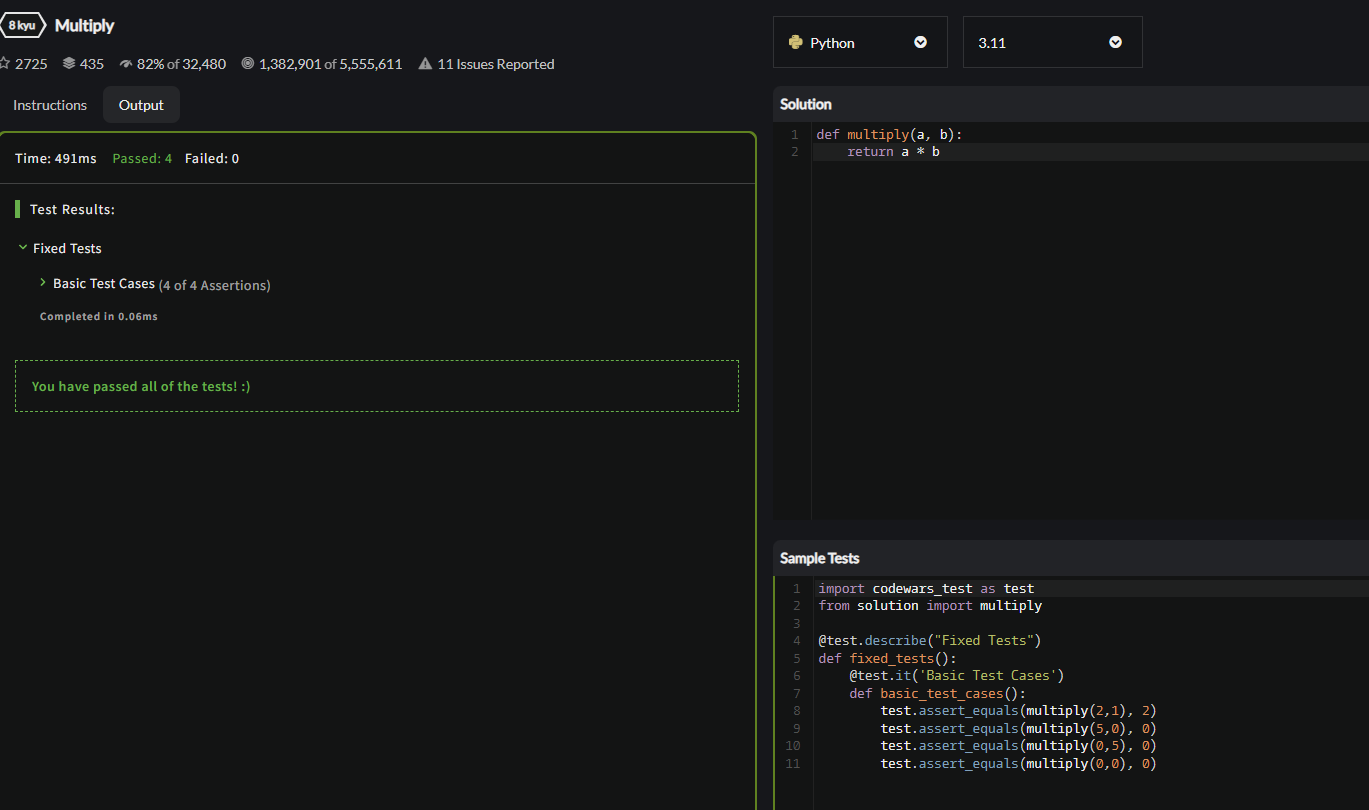 8 kyu Multiply
2725 435 82% of 32,480 1,382,901 of 5,555,611 11 Issues Reported
Instructions Output
Time: 491ms Passed: 4 Failed: 0
Test Results:
Fixed Tests
Basic Test Cases (4 of 4 Assertions)
Completed in 0.06ms
You have passed all of the tests! :)
Python 3.11
Solution
1 def multiply(a, b):
2     return a * b
Sample Tests
1 import codewars_test as test
2 from solution import multiply
3
4 @test.describe("Fixed Tests")
5 def fixed_tests():
6     @test.it('Basic Test Cases')
7     def basic_test_cases():
8         test.assert_equals(multiply(2,1), 2)
9         test.assert_equals(multiply(5,0), 0)
10         test.assert_equals(multiply(0,5), 0)
11         test.assert_equals(multiply(0,0), 0)